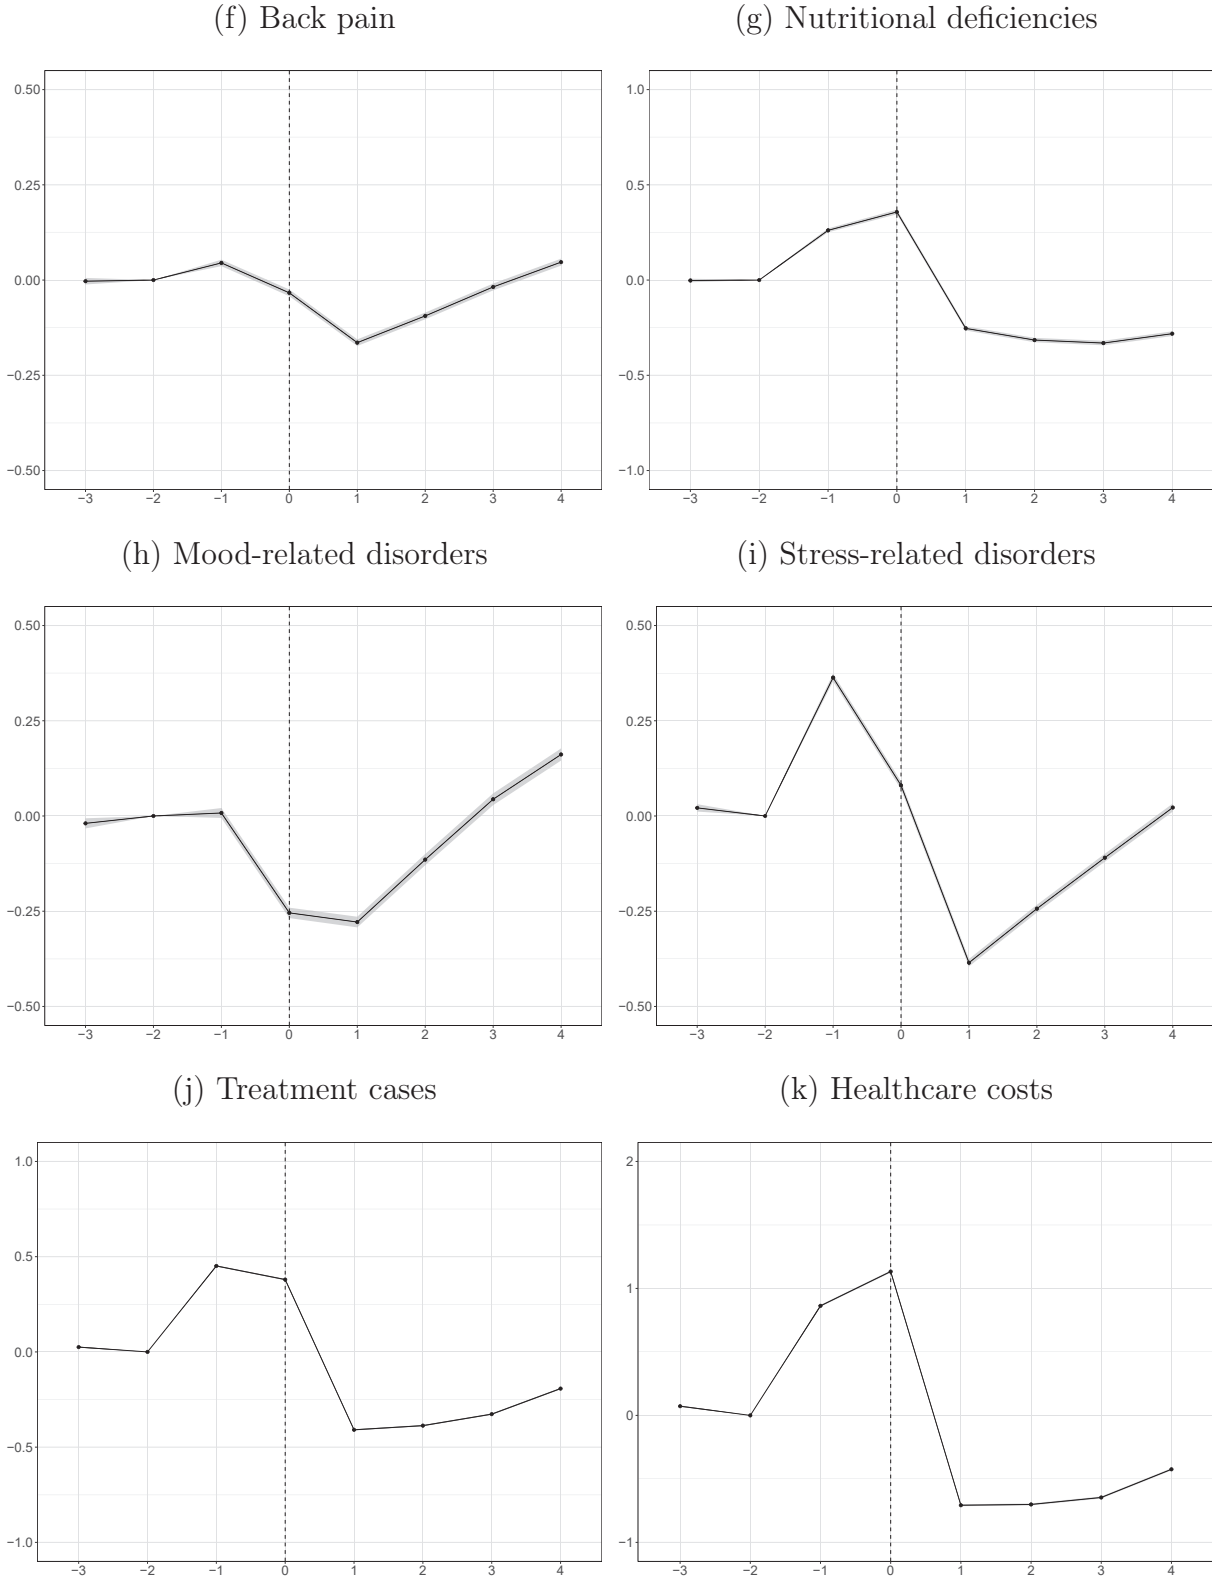 (f) Back pain
0.50
0.25
0.00
−0.25
−0.50
−3 −2 −1 0 1 2 3 4
(g) Nutritional deficiencies
1.0
0.5
0.0
−0.5
−1.0
−3 −2 −1 0 1 2 3 4
(h) Mood-related disorders
0.50
0.25
0.00
−0.25
−0.50
−3 −2 −1 0 1 2 3 4
(i) Stress-related disorders
0.50
0.25
0.00
−0.25
−0.50
−3 −2 −1 0 1 2 3 4
(j) Treatment cases
1.0
0.5
0.0
−0.5
−1.0
−3 −2 −1 0 1 2 3 4
(k) Healthcare costs
2
1
0
−1
−3 −2 −1 0 1 2 3 4